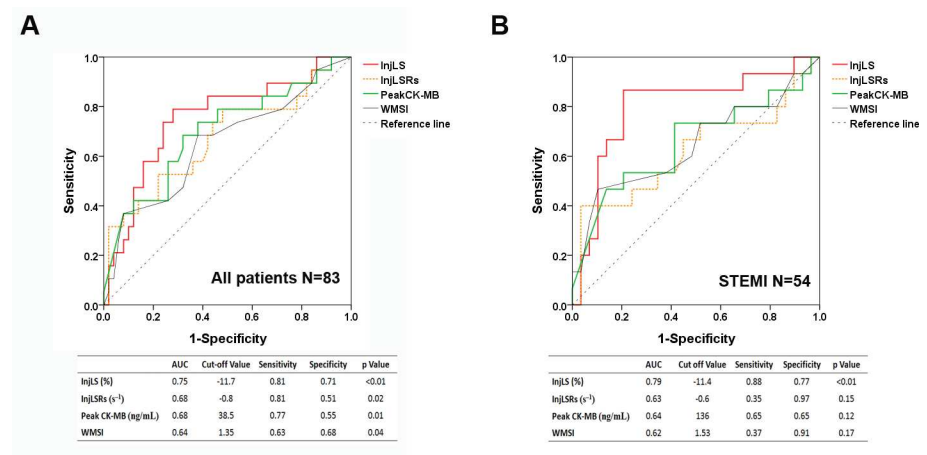 A
1.0
0.8
0.6
0.4
0.2
0.0
Sensitivity
0.0 0.2 0.4 0.6 0.8 1.0
1-Specificity
InjLS
InjLSRs
PeakCK-MB
WMSI
Reference line
All patients N=83
AUC Cut-off Value Sensitivity Specificity p Value
InjLS (%) 0.75 -11.7 0.81 0.71 <0.01
InjLSRs (s⁻¹) 0.68 -0.8 0.81 0.51 0.02
Peak CK-MB (ng/mL) 0.68 38.5 0.77 0.55 0.01
WMSI 0.64 1.35 0.63 0.68 0.04
B
1.0
0.8
0.6
0.4
0.2
0.0
Sensitivity
0.0 0.2 0.4 0.6 0.8 1.0
1-Specificity
InjLS
InjLSRs
PeakCK-MB
WMSI
Reference line
STEMI N=54
AUC Cut off Value Sensitivity Specificity p Value
InjLS (%) 0.79 -11.4 0.88 0.77 <0.01
InjLSRs (s⁻¹) 0.63 -0.6 0.35 0.97 0.15
Peak CK-MB (ng/mL) 0.64 136 0.65 0.65 0.12
WMSI 0.62 1.53 0.37 0.91 0.17